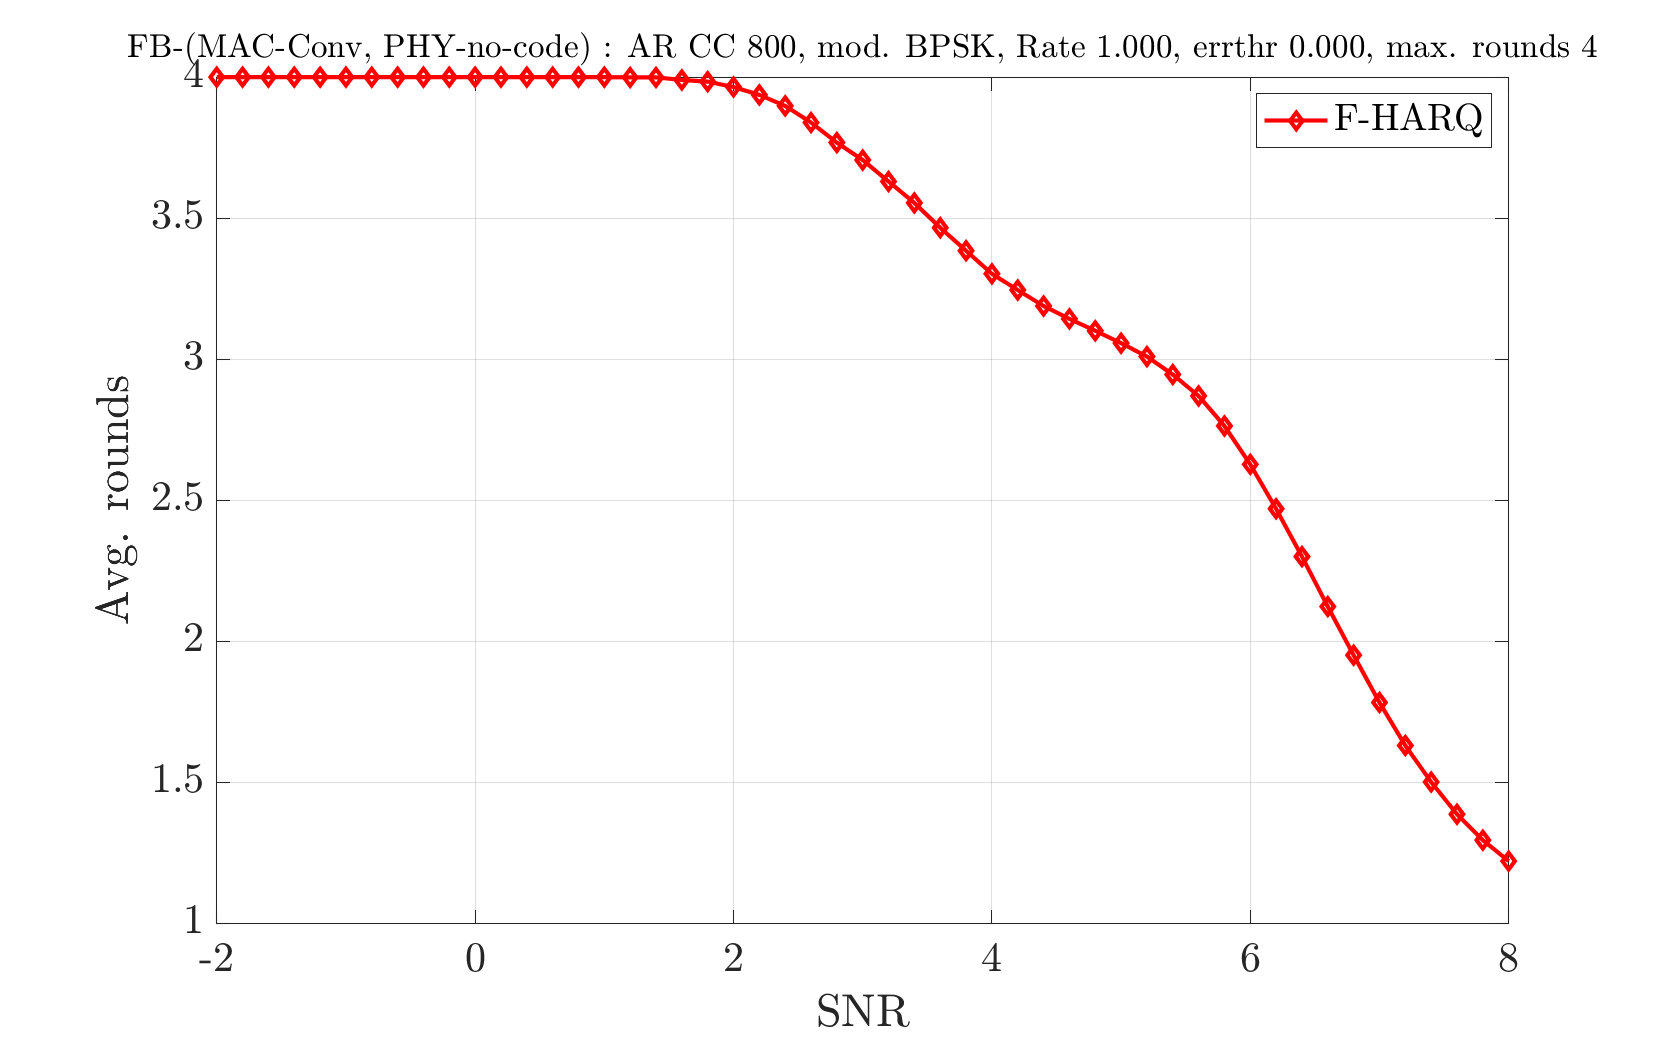 FB-(MAC-Conv, PHY-no-code) : AR CC 800, mod. BPSK, Rate 1.000, errthr 0.000, max. rounds 4
F-HARQ
4
3.5
3
2.5
2
1.5
1
Avg. rounds
-2 0 2 4 6 8
SNR